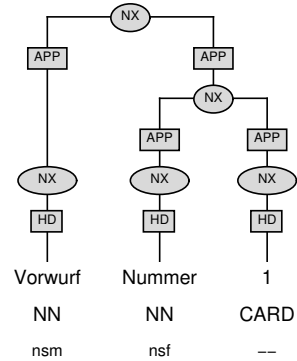 NX
APP APP
NX
APP APP
NX NX NX
HD HD HD
Vorwurf Nummer 1
NN NN CARD
nsm nsf --